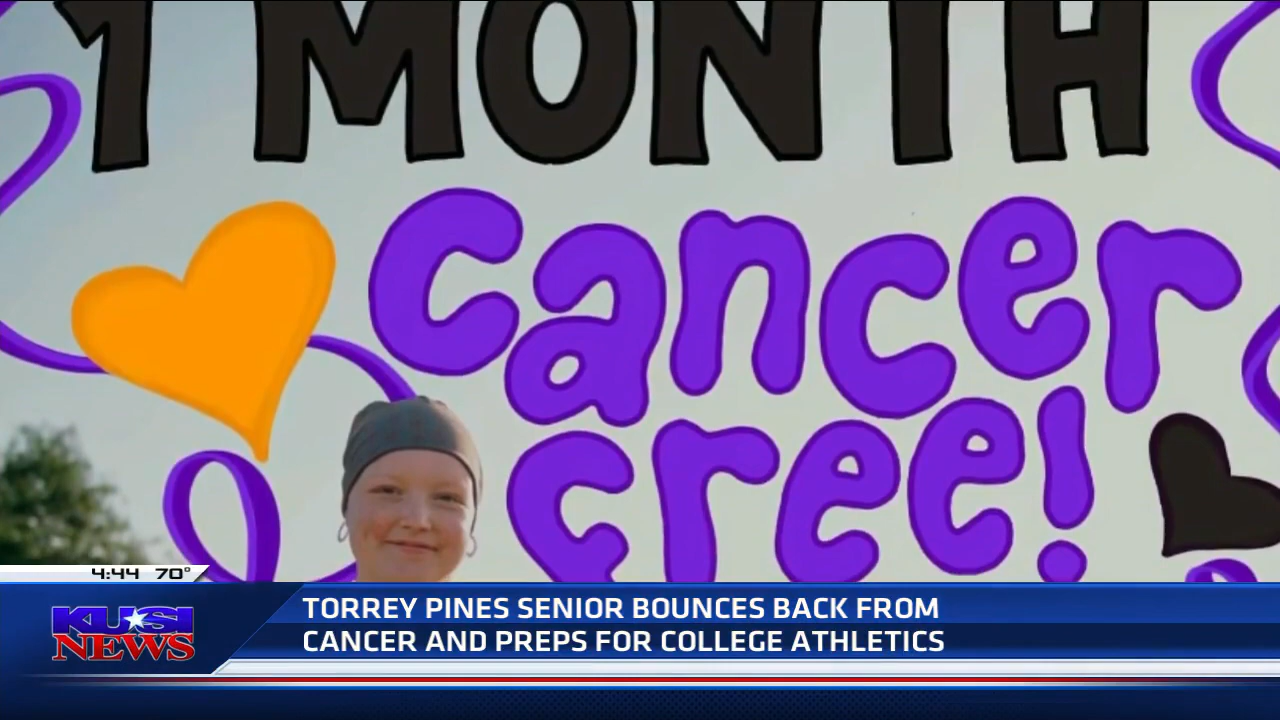 1 MONTH
cancer
free!
4:44 70°
KUSI
NEWS
TORREY PINES SENIOR BOUNCES BACK FROM
CANCER AND PREPS FOR COLLEGE ATHLETICS